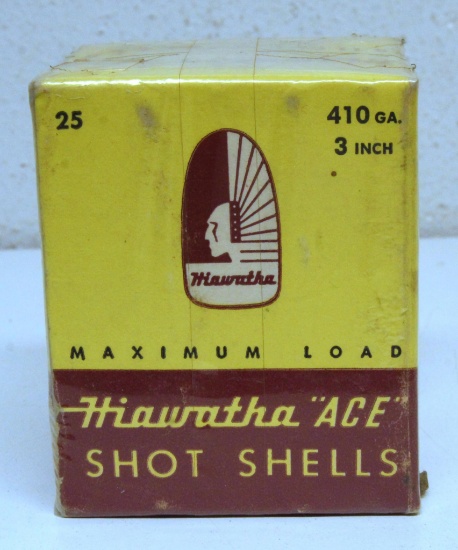 25
410 GA.
3 INCH
Hiawatha
MAXIMUM LOAD
Hiawatha "ACE"
SHOT SHELLS